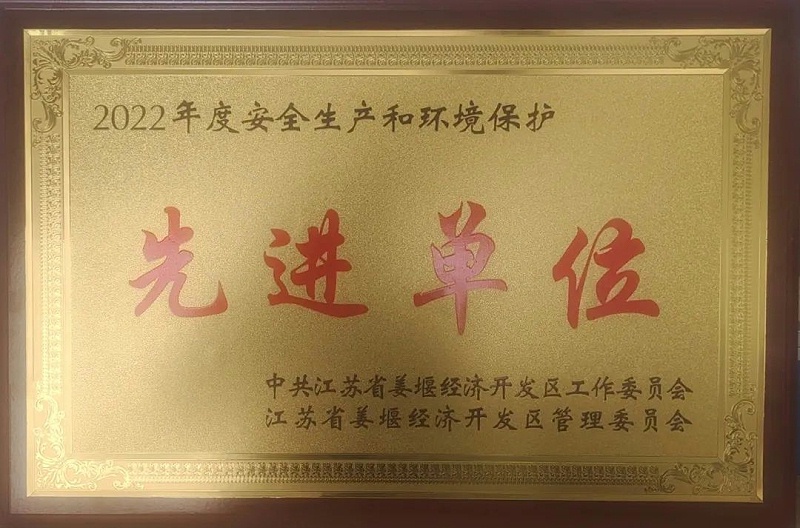 2022年度安全生产和环境保护
先进单位
中共江苏省姜堰经济开发区工作委员会
江苏省姜堰经济开发区管理委员会